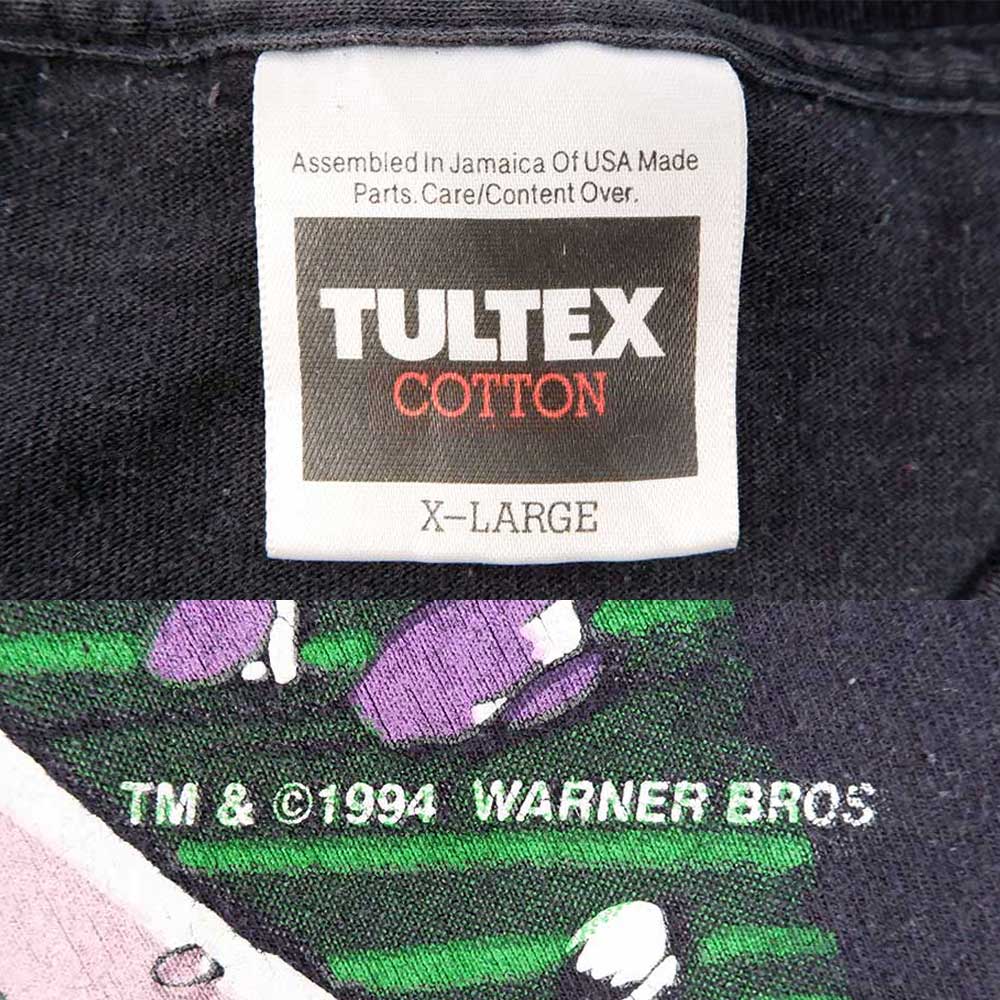 Assembled In Jamaica Of USA Made
Parts. Care/Content Over.
TULTEX
COTTON
X-LARGE
TM & ©1994 WARNER BROS